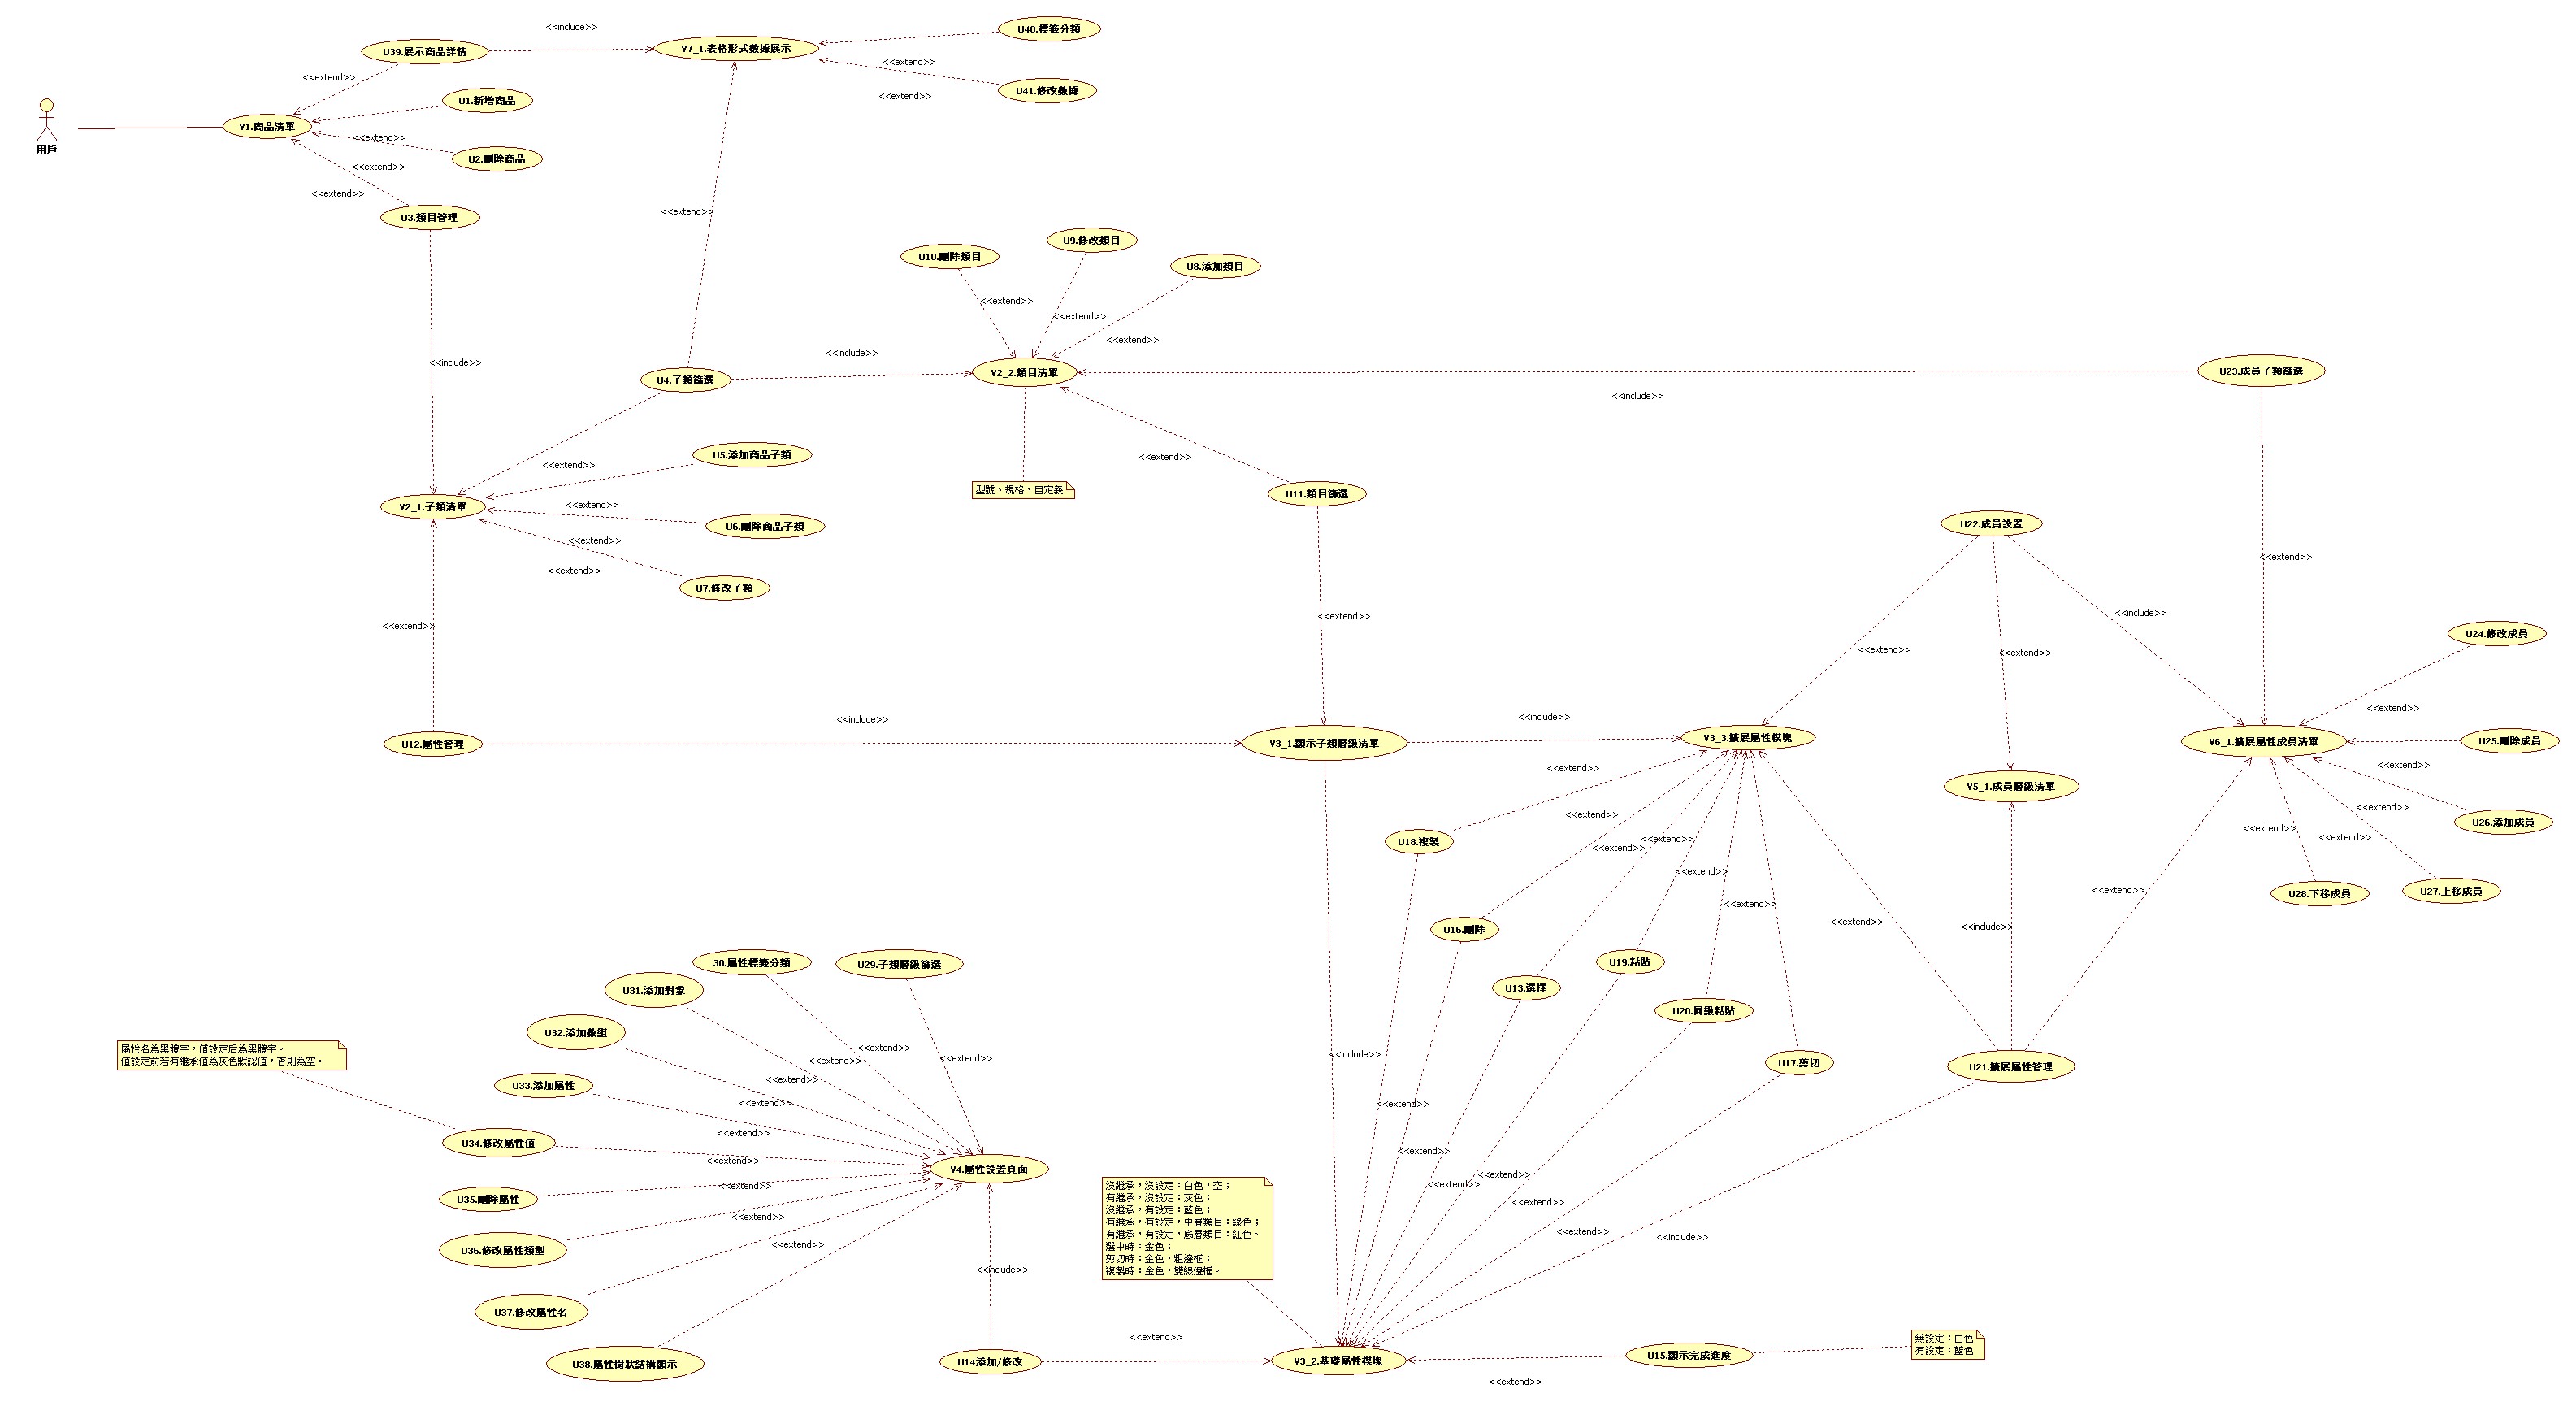 <<include>>
U40.標籤分類
U39.展示商品詳情
V7_1.表格形式數據展示
<<extend>>
<<extend>>
U41.修改數據
<<extend>>
U1.新增商品
V1.商品清單
<<extend>>
用戶
U2.刪除商品
<<extend>>
<<extend>>
U3.類目管理
<<extend>>
U9.修改類目
U10.刪除類目
U8.添加類目
<<extend>>
<<extend>>
<<extend>>
<<include>>
<<include>>
U4.子類篩選
V2_2.類目清單
U23.成員子類篩選
<<include>>
U5.添加商品子類
<<extend>>
<<extend>>
型號、規格、自定義
U11.類目篩選
V2_1.子類清單
<<extend>>
U6.刪除商品子類
U22.成員設置
<<extend>>
<<extend>>
<<extend>>
U7.修改子類
<<extend>>
<<extend>>
<<include>>
U24.修改成員
<<extend>>
<<extend>>
<<extend>>
<<include>>
<<include>>
U12.屬性管理
V3_1.顯示子類層級清單
V3_3.擴展屬性模塊
V6_1.擴展屬性成員清單
U25.刪除成員
<<extend>>
<<extend>>
V5_1.成員層級清單
<<extend>>
<<extend>>
U26.添加成員
<<extend>>
<<extend>>
<<extend>>
U18.複製
<<extend>>
<<extend>>
<<extend>>
<<extend>>
U28.下移成員
U27.上移成員
<<extend>>
<<extend>>
<<include>>
U16.刪除
30.屬性標籤分類
U29.子類層級篩選
U19.粘貼
U31.添加對象
U13.選擇
U20.同級粘貼
U32.添加數組
屬性名為黑體字，值設定后為黑體字。
值設定前若有繼承值為灰色默認值，否則為空。
<<extend>>
<<extend>>
<<extend>>
<<include>>
U17.剪切
U21.擴展屬性管理
<<extend>>
U33.添加屬性
<<extend>>
<<extend>>
<<extend>>
U34.修改屬性值
<<extend>>
<<extend>>
V4.屬性設置頁面
<<extend>>
<<extend>>
<<extend>>
U35.刪除屬性
<<extend>>
<<extend>>
沒繼承，沒設定：白色，空；
有繼承，沒設定：灰色；
沒繼承，有設定：藍色；
有繼承，有設定，中層類目：綠色；
有繼承，有設定，底層類目：紅色。
選中時：金色；
剪切時：金色，粗邊框；
複製時：金色，雙線邊框。
<<extend>>
<<include>>
<<extend>>
U36.修改屬性類型
<<include>>
U37.修改屬性名
<<extend>>
無設定：白色
有設定：藍色
U38.屬性樹狀結構顯示
U14添加/修改
V3_2.基礎屬性模塊
U15.顯示完成進度
<<extend>>